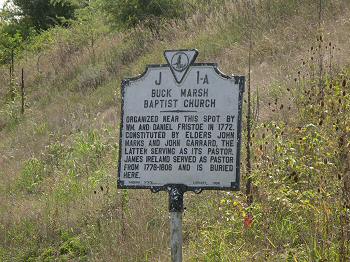 J 1-A
BUCK MARSH
BAPTIST CHURCH
ORGANIZED NEAR THIS SPOT BY
WM. AND DANIEL FRISTOE IN 1772.
CONSTITUTED BY ELDERS JOHN
MARKS AND JOHN GARRARD, THE
LATTER SERVING AS ITS PASTOR.
JAMES IRELAND SERVED AS PASTOR
FROM 1778-1806 AND IS BURIED
HERE.